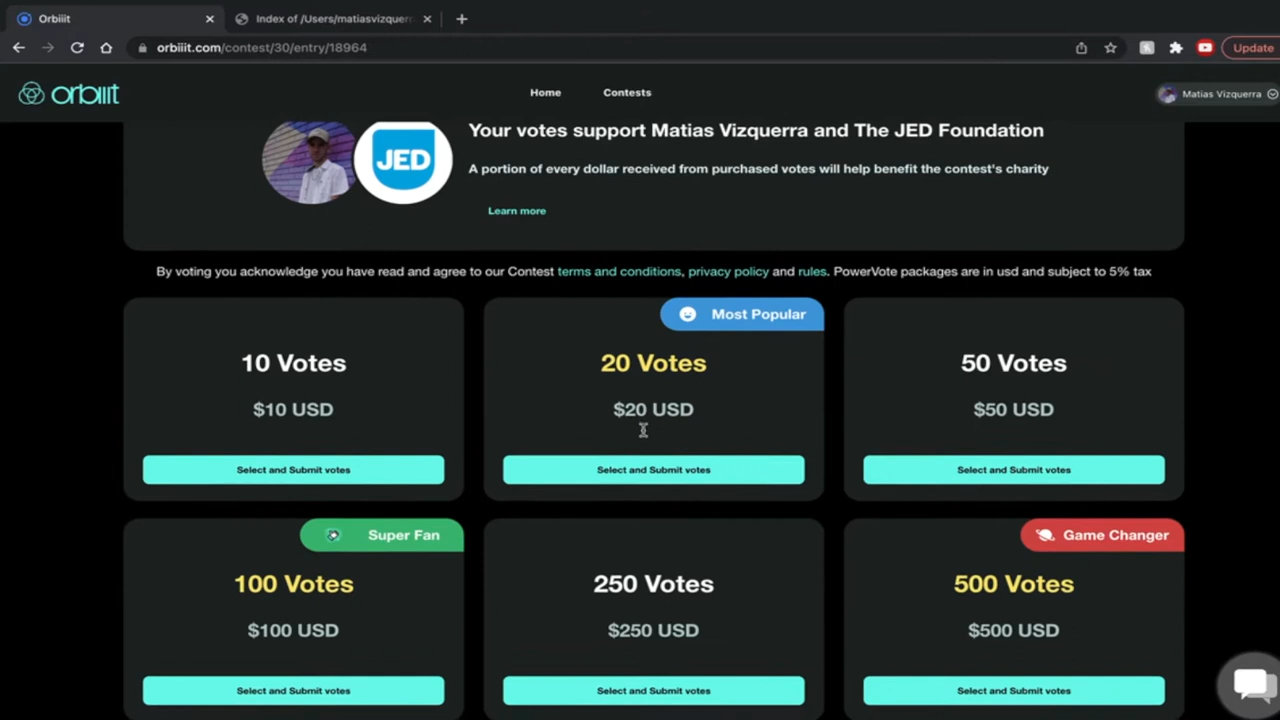 Orbiiit
Index of /Users/matiasvizquerr
orbiiit.com/contest/30/entry/18964
Update
orbiiit
Home
Contests
Matias Vizquerra
JED
Your votes support Matias Vizquerra and The JED Foundation
A portion of every dollar received from purchased votes will help benefit the contest's charity
Learn more
By voting you acknowledge you have read and agree to our Contest terms and conditions, privacy policy and rules. PowerVote packages are in usd and subject to 5% tax
10 Votes
$10 USD
Select and Submit votes
Most Popular
20 Votes
$20 USD
Select and Submit votes
50 Votes
$50 USD
Select and Submit votes
Super Fan
100 Votes
$100 USD
Select and Submit votes
250 Votes
$250 USD
Select and Submit votes
Game Changer
500 Votes
$500 USD
Select and Submit votes